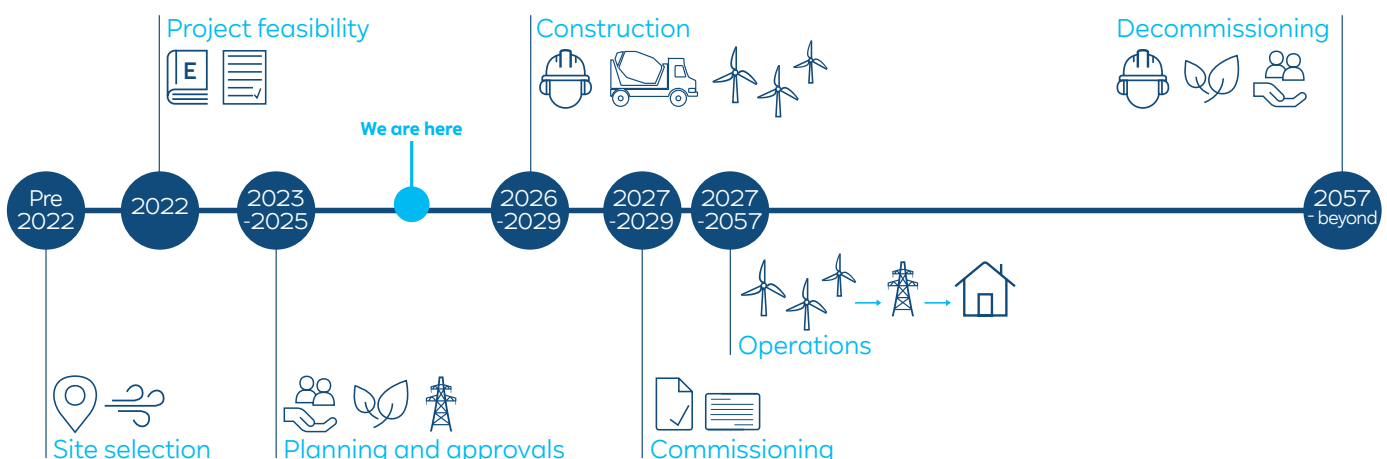 Project feasibility
Construction
Decommissioning
E
We are here
Pre
2022
2022
2023
-2025
2026
-2029
2027
-2029
2027
-2057
2057
- beyond
Operations
Site selection
Planning and approvals
Commissioning